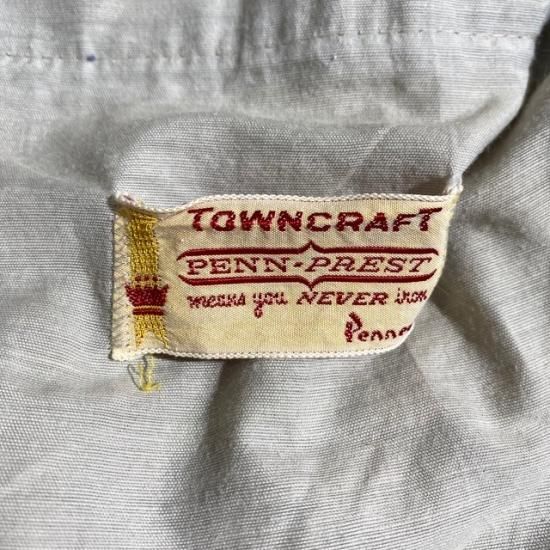 TOWNCRAFT
PENN-PREST
means you NEVER iron